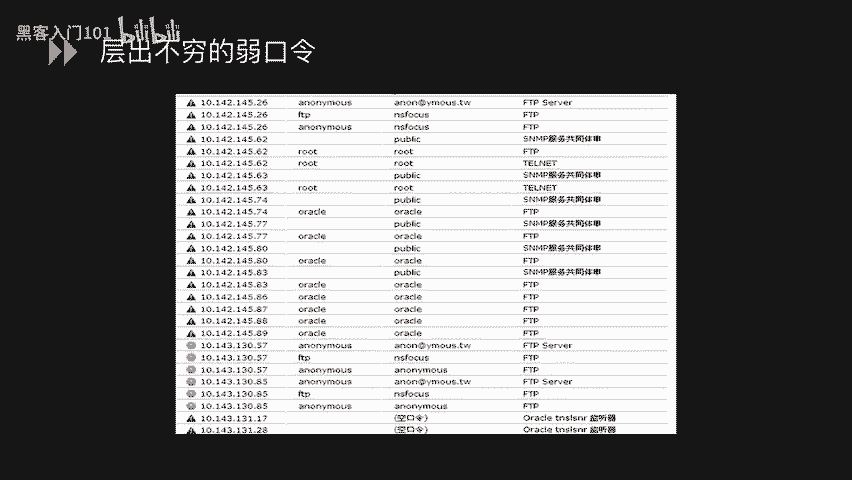 黑客入门101 bilibili
层出不穷的弱口令
10.142.145.26 anonymous anon@ymous.tw FTP Server
10.142.145.26 ftp nsfocus FTP
10.142.145.26 anonymous nsfocus FTP
10.142.145.62 public SNMP服务共同体串
10.142.145.62 root root FTP
10.142.145.62 root root TELNET
10.142.145.63 public SNMP服务共同体串
10.142.145.63 root root TELNET
10.142.145.74 public SNMP服务共同体串
10.142.145.74 oracle oracle FTP
10.142.145.77 public SNMP服务共同体串
10.142.145.77 oracle oracle FTP
10.142.145.80 public SNMP服务共同体串
10.142.145.80 oracle oracle FTP
10.142.145.83 public SNMP服务共同体串
10.142.145.83 oracle oracle FTP
10.142.145.86 oracle oracle FTP
10.142.145.87 oracle oracle FTP
10.142.145.88 oracle oracle FTP
10.142.145.89 oracle oracle FTP
10.143.130.57 anonymous anon@ymous.tw FTP Server
10.143.130.57 ftp nsfocus FTP
10.143.130.57 anonymous anonymous FTP
10.143.130.85 anonymous anon@ymous.tw FTP Server
10.143.130.85 ftp nsfocus FTP
10.143.130.85 anonymous anonymous FTP
10.143.131.17 (空口令) Oracle tnslsnr 监听器
10.143.131.28 (空口令) Oracle tnslsnr 监听器